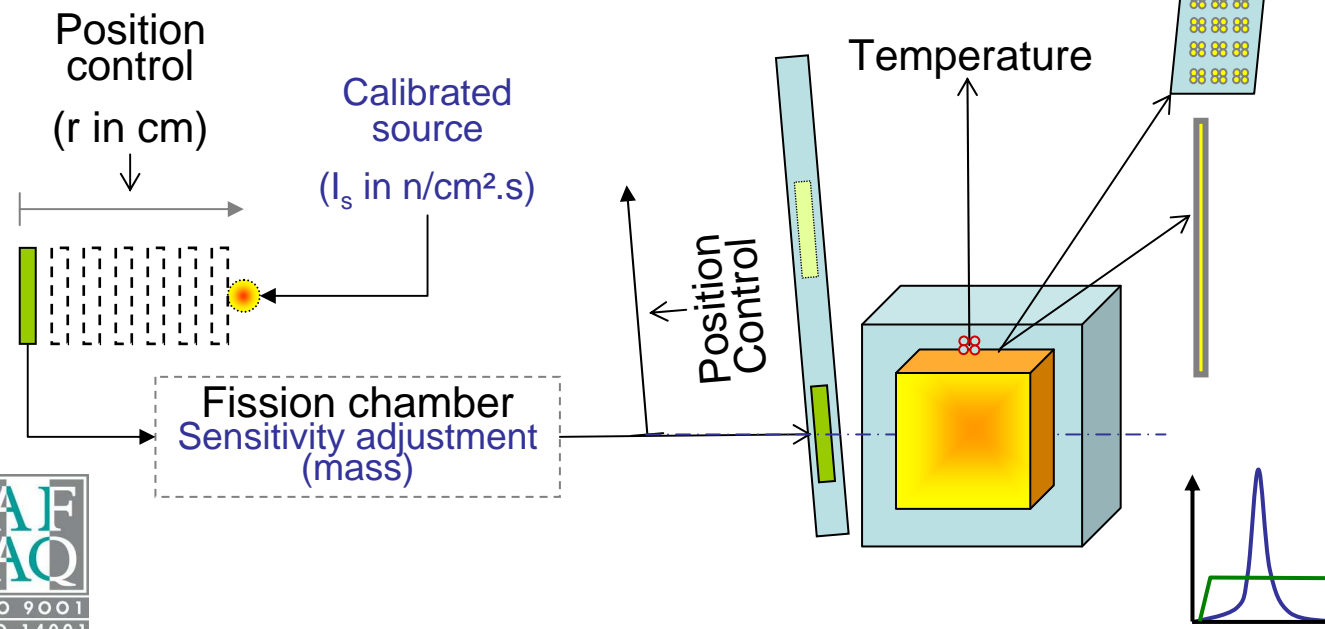 Position
control
(r in cm)
Calibrated
source
(Is in n/cm².s)
Temperature
Position
Control
Fission chamber
Sensitivity adjustment
(mass)
AF
AQ
O 9001